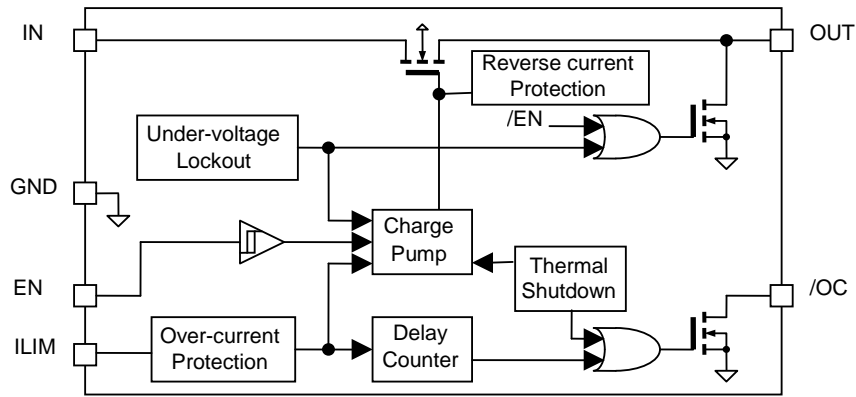 IN
OUT
Reverse current
Protection
/EN
Under-voltage
Lockout
GND
Charge
Pump
Thermal
Shutdown
EN
/OC
ILIM
Over-current
Protection
Delay
Counter